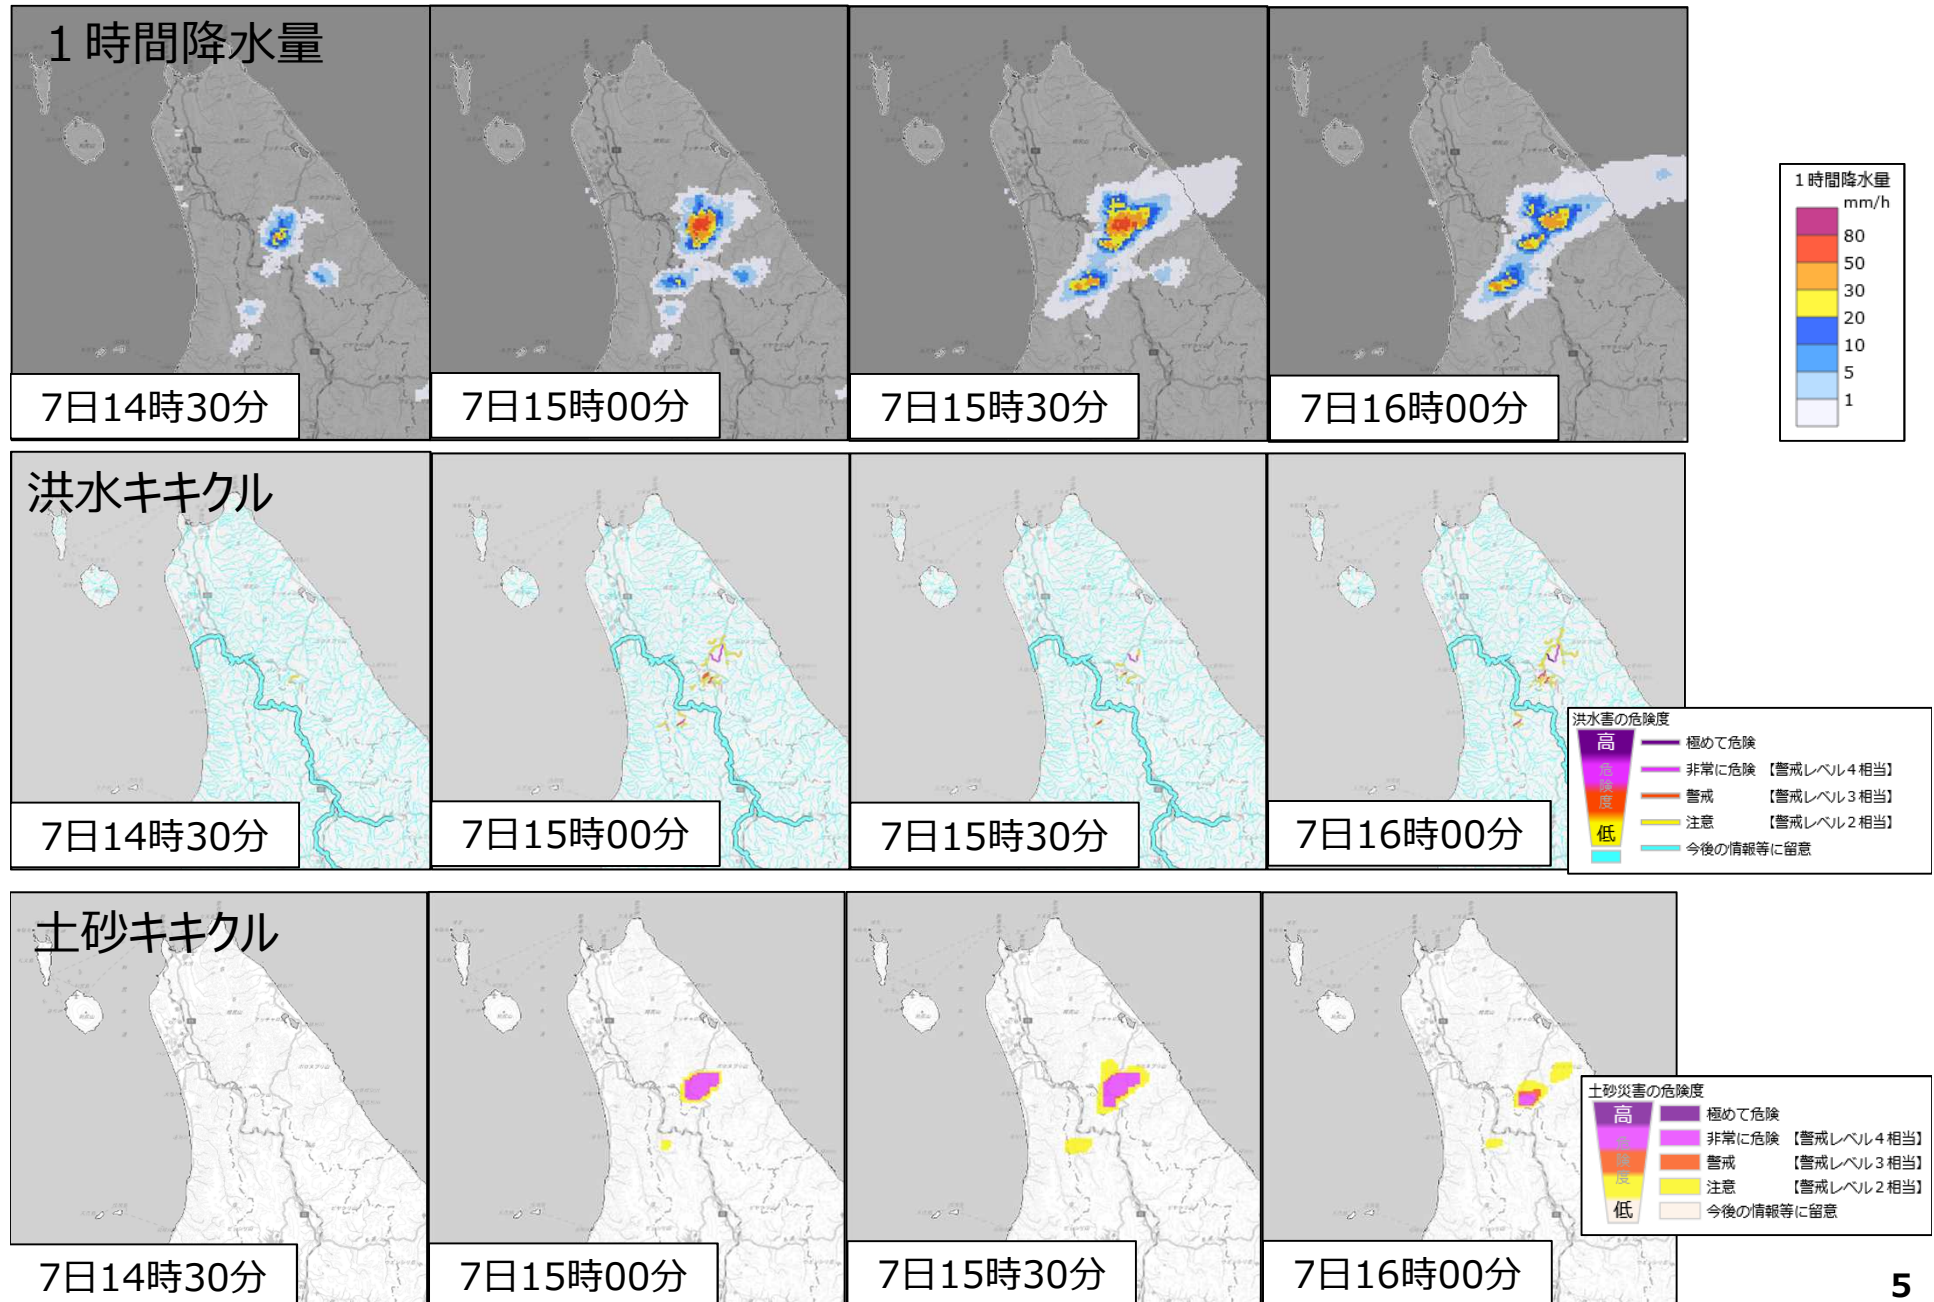 1時間降水量
7日14時30分
7日15時00分
7日15時30分
7日16時00分
1時間降水量
mm/h
80
50
30
20
10
5
1
洪水キキクル
7日14時30分
7日15時00分
7日15時30分
7日16時00分
洪水害の危険度
高
危険度
低
極めて危険
非常に危険 【警戒レベル4相当】
警戒 【警戒レベル3相当】
注意 【警戒レベル2相当】
今後の情報等に留意
土砂キキクル
7日14時30分
7日15時00分
7日15時30分
7日16時00分
土砂災害の危険度
高
危険度
低
極めて危険
非常に危険 【警戒レベル4相当】
警戒 【警戒レベル3相当】
注意 【警戒レベル2相当】
今後の情報等に留意
5